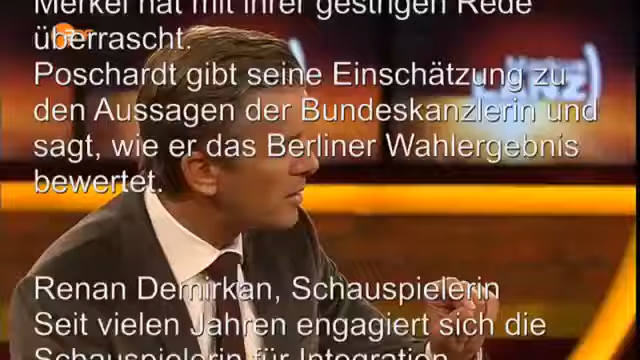 Merkel hat mit ihrer gestrigen Rede
überrascht.
Poschardt gibt seine Einschätzung zu
den Aussagen der Bundeskanzlerin und
sagt, wie er das Berliner Wahlergebnis
bewertet.
Renan Demirkan, Schauspielerin
Seit vielen Jahren engagiert sich die
Schauspielerin für Integration